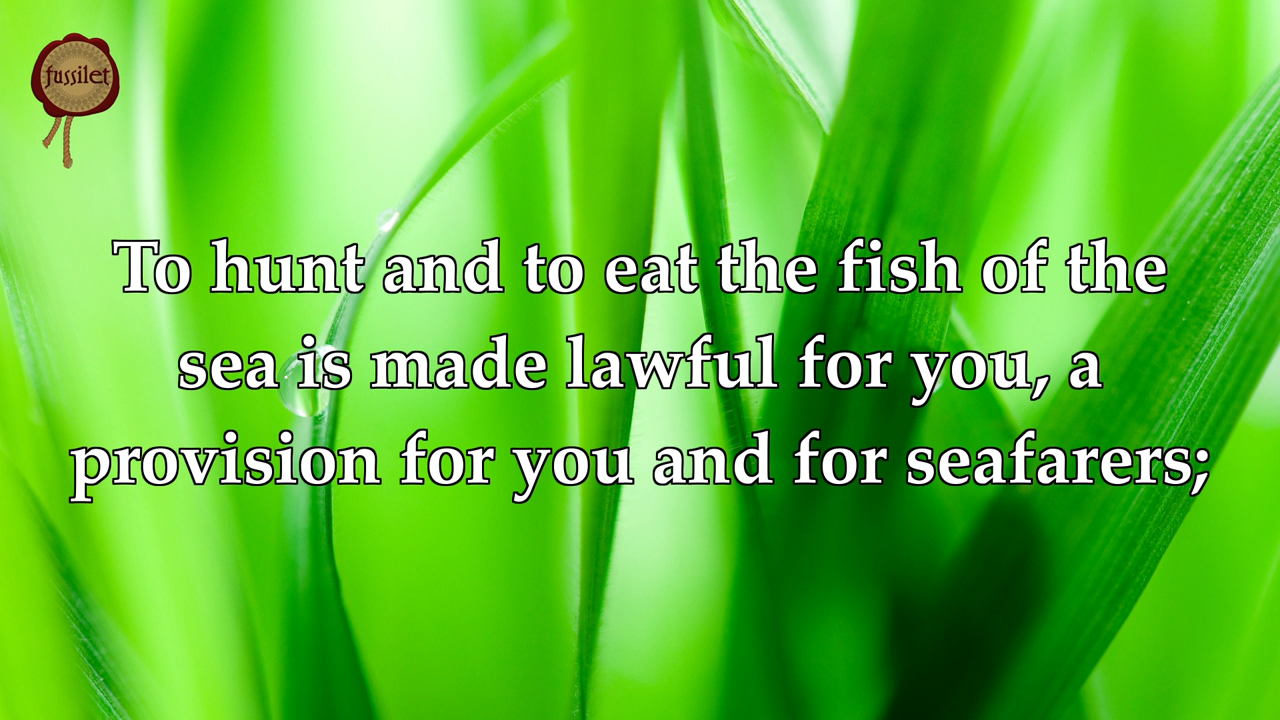 fussilet
To hunt and to eat the fish of the
sea is made lawful for you, a
provision for you and for seafarers;